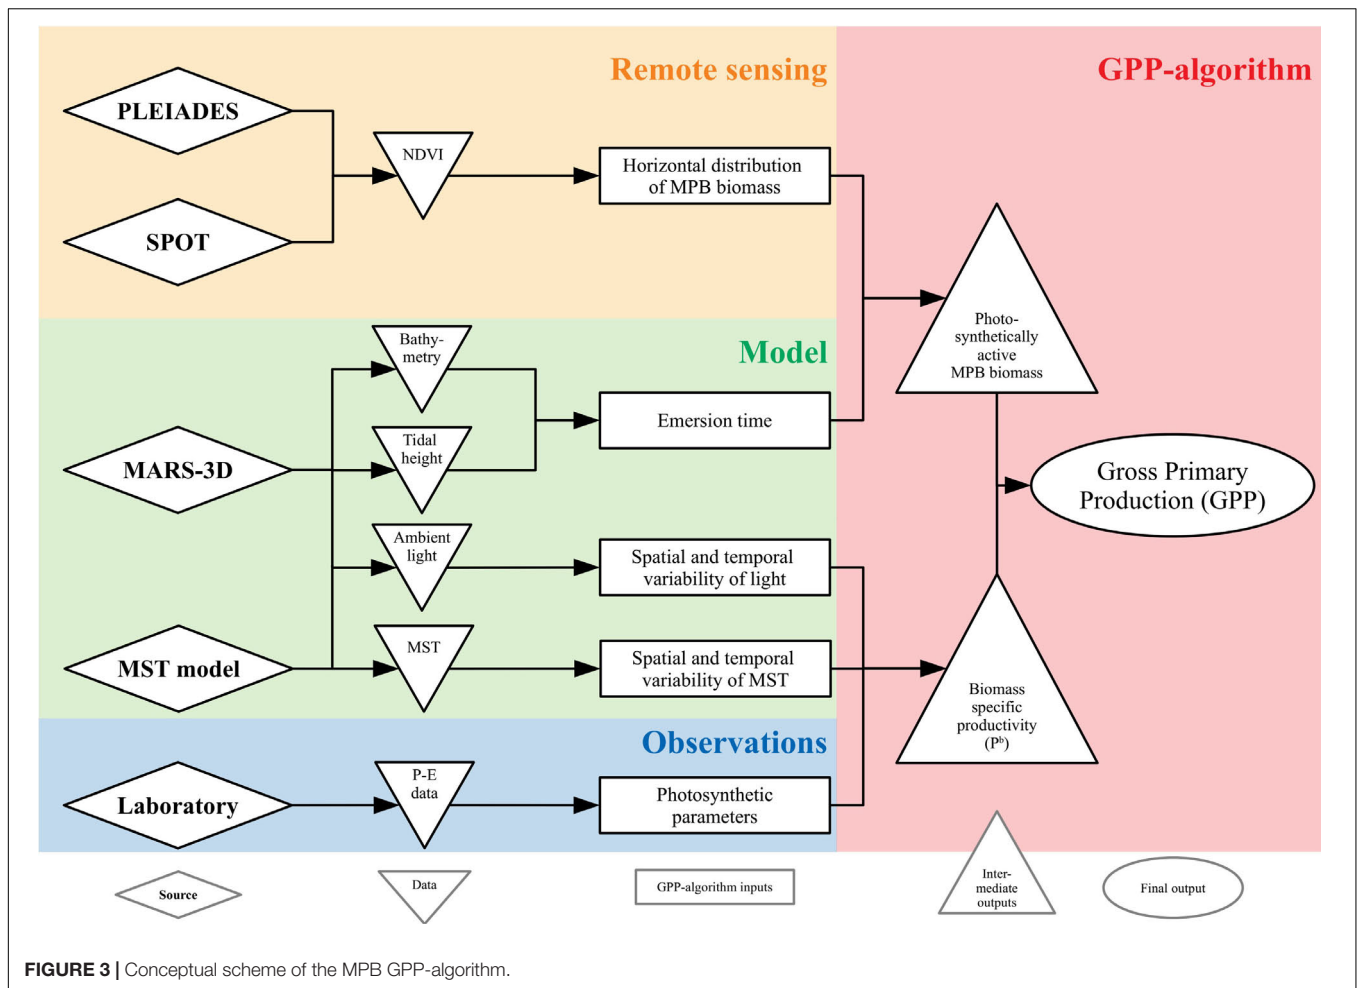 Remote sensing
GPP-algorithm
PLEIADES
SPOT
NDVI
Horizontal distribution
of MPB biomass
Photo-
synthetically
active
MPB biomass
Model
Bathy-
metry
Tidal
height
Ambient
light
MST
MARS-3D
MST model
Emersion time
Spatial and temporal
variability of light
Spatial and temporal
variability of MST
Gross Primary
Production (GPP)
Biomass
specific
productivity
(Pᵇ)
Observations
Laboratory
P-E
data
Photosynthetic
parameters
Source
Data
GPP-algorithm inputs
Inter-
mediate
outputs
Final output
FIGURE 3 | Conceptual scheme of the MPB GPP-algorithm.